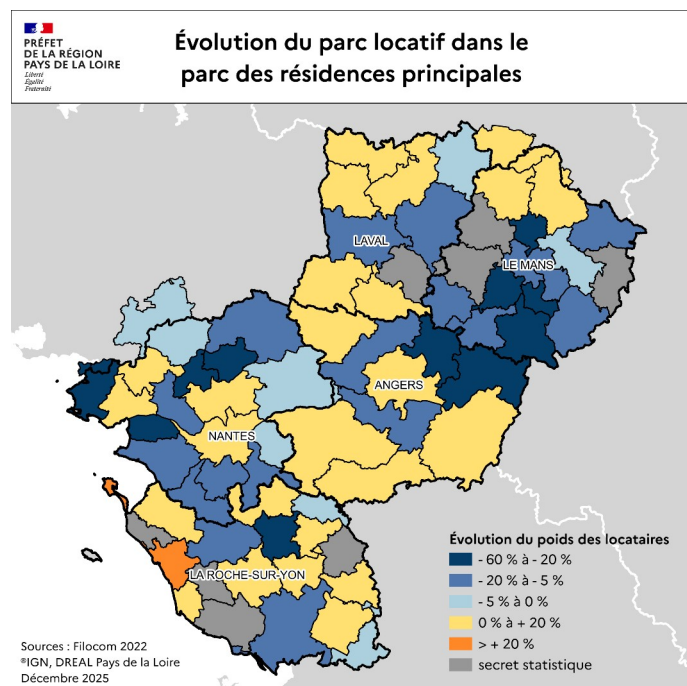 PRÉFET
DE LA RÉGION
PAYS DE LA LOIRE
Liberté
Égalité
Fraternité
Évolution du parc locatif dans le
parc des résidences principales
LAVAL
LE MANS
ANGERS
NANTES
LA ROCHE-SUR-YON
Évolution du poids des locataires
- 60 % à - 20 %
- 20 % à - 5 %
- 5 % à 0 %
0 % à + 20 %
> + 20 %
secret statistique
Sources : Filocom 2022
®IGN, DREAL Pays de la Loire
Décembre 2025